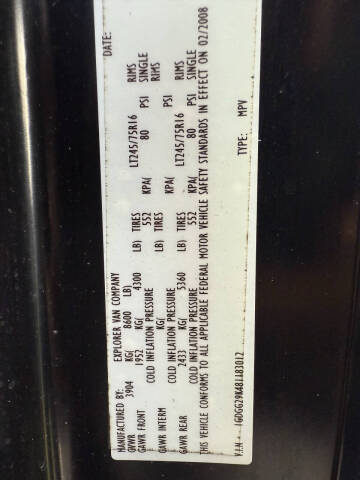 MANUFACTURED BY: EXPLORER VAN COMPANY DATE:
GVWR 3904 KG( 8600 LB)
GAWR FRONT 1952 KG( 4300 LB) TIRES LT245/75R16 RIMS
COLD INFLATION PRESSURE 552 KPA( 80 PSI SINGLE
GAWR INTERM KG( LB) TIRES RIMS
COLD INFLATION PRESSURE KPA( PSI
GAWR REAR 2433 KG( 5360 LB) TIRES LT245/75R16 RIMS
COLD INFLATION PRESSURE 552 KPA( 80 PSI SINGLE
THIS VEHICLE CONFORMS TO ALL APPLICABLE FEDERAL MOTOR VEHICLE SAFETY STANDARDS IN EFFECT ON 02/2008
V.I.N - TYPE: MPV